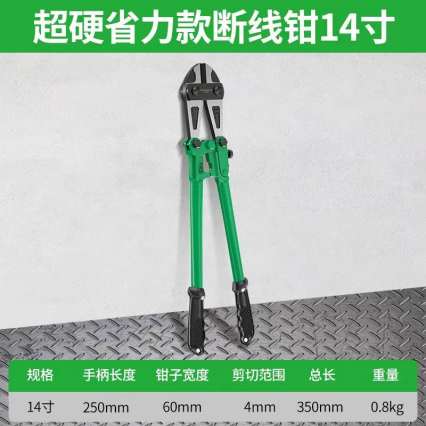 超硬省力款断线钳14寸
规格 手柄长度 钳子宽度 剪切范围 总长 重量
14寸 250mm 60mm 4mm 350mm 0.8kg